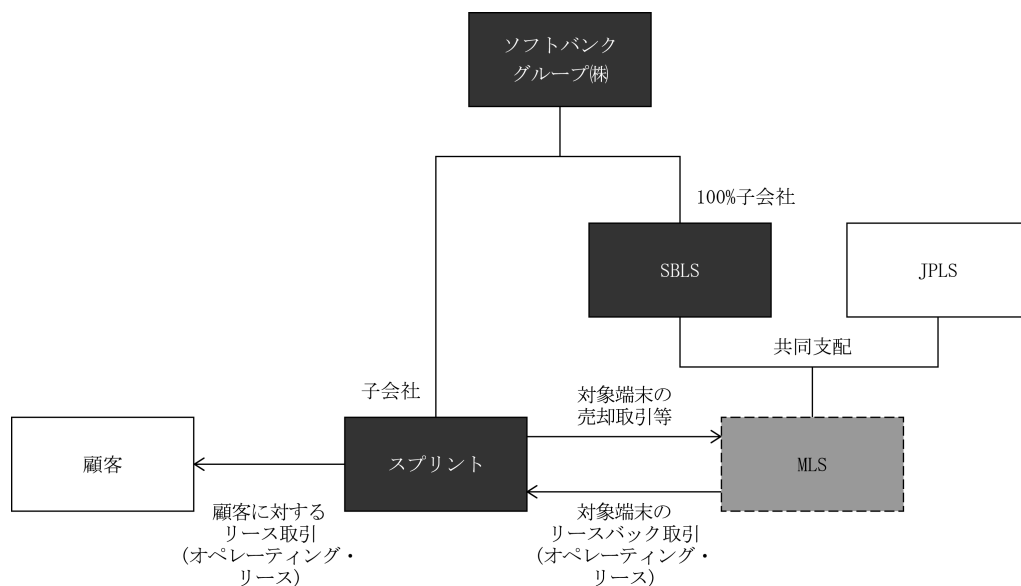 ソフトバンク
グループ㈱
100%子会社
SBLS
JPLS
共同支配
子会社
対象端末の
売却取引等
顧客
スプリント
MLS
顧客に対する
リース取引
(オペレーティング・
リース)
対象端末の
リースバック取引
(オペレーティング・
リース)